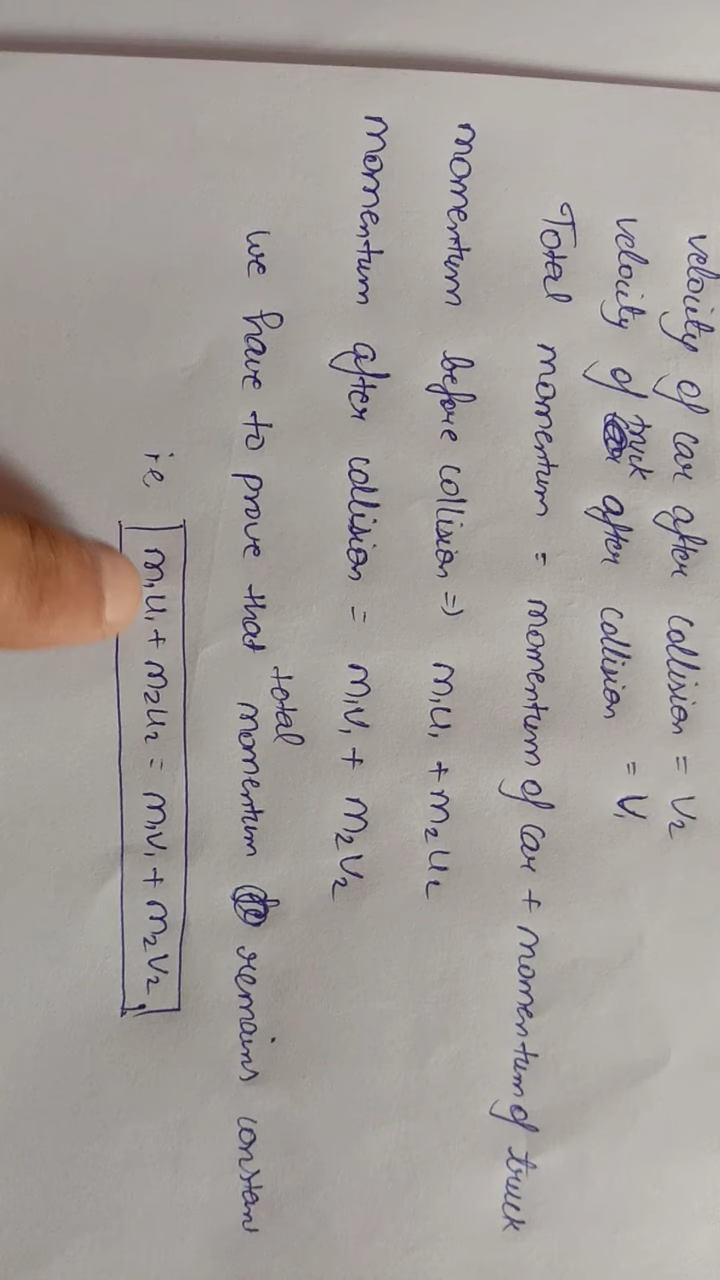 velocity of car after collision = V2
velocity of truck after collision = V1
Total momentum = momentum of car + momentum of truck
momentum before collision => m1u1 + m2u2
momentum after collision = m1v1 + m2v2
we have to prove that total momentum remains constan
ie m1u1 + m2u2 = m1v1 + m2v2